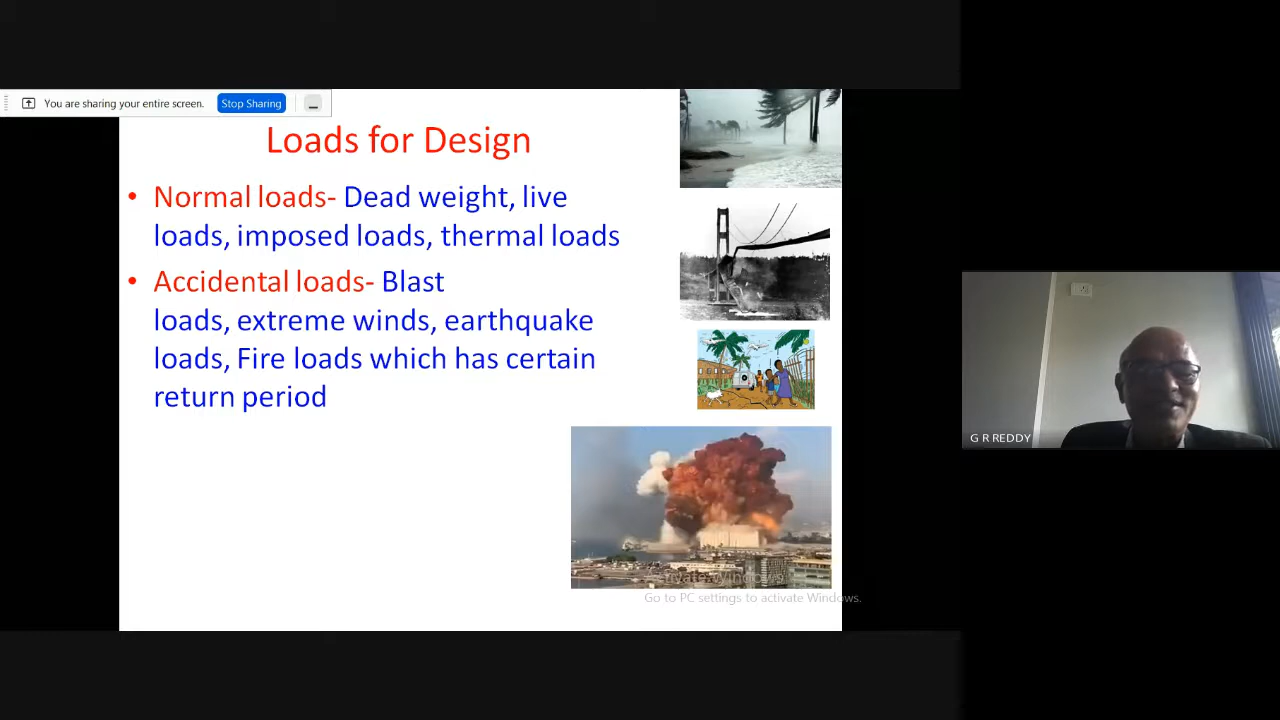 You are sharing your entire screen.
Stop Sharing
Loads for Design
• Normal loads- Dead weight, live
loads, imposed loads, thermal loads
• Accidental loads- Blast
loads, extreme winds, earthquake
loads, Fire loads which has certain
return period
G R REDDY
Activate Windows
Go to PC settings to activate Windows.